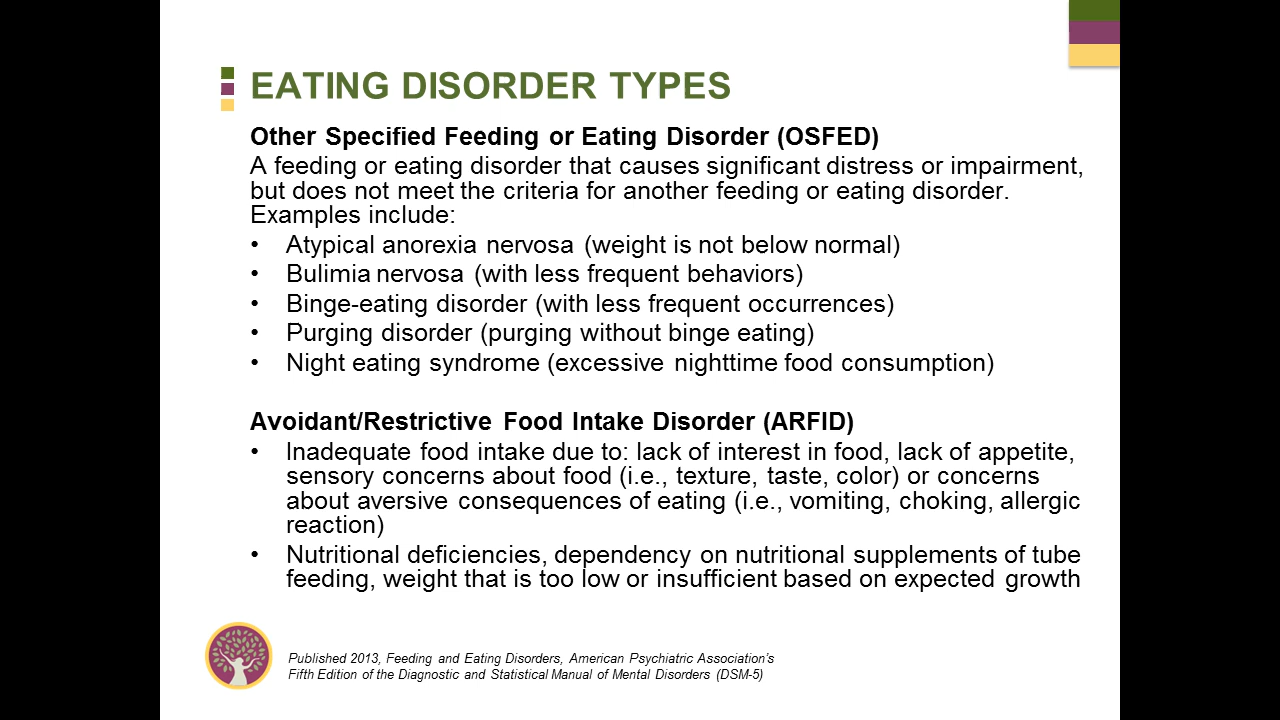 EATING DISORDER TYPES
Other Specified Feeding or Eating Disorder (OSFED)
A feeding or eating disorder that causes significant distress or impairment,
but does not meet the criteria for another feeding or eating disorder.
Examples include:
• Atypical anorexia nervosa (weight is not below normal)
• Bulimia nervosa (with less frequent behaviors)
• Binge-eating disorder (with less frequent occurrences)
• Purging disorder (purging without binge eating)
• Night eating syndrome (excessive nighttime food consumption)
Avoidant/Restrictive Food Intake Disorder (ARFID)
• Inadequate food intake due to: lack of interest in food, lack of appetite,
sensory concerns about food (i.e., texture, taste, color) or concerns
about aversive consequences of eating (i.e., vomiting, choking, allergic
reaction)
• Nutritional deficiencies, dependency on nutritional supplements of tube
feeding, weight that is too low or insufficient based on expected growth
Published 2013, Feeding and Eating Disorders, American Psychiatric Association's
Fifth Edition of the Diagnostic and Statistical Manual of Mental Disorders (DSM-5)